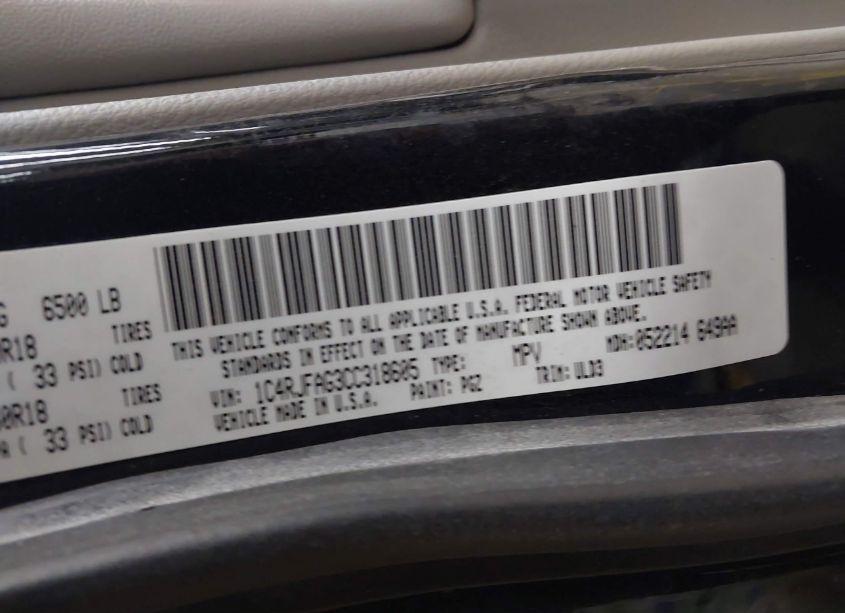 G 6500 LB
R18 TIRES
( 33 PSI) COLD
0R18 TIRES
A ( 33 PSI) COLD
THIS VEHICLE CONFORMS TO ALL APPLICABLE U.S.A. FEDERAL MOTOR VEHICLE SAFETY
STANDARDS IN EFFECT ON THE DATE OF MANUFACTURE SHOWN ABOVE.
VIN: 1C4RJFAG3CC318605 TYPE: MPV MDH:052214 649AA
VEHICLE MADE IN U.S.A. PAINT: PGZ TRIM:ULD3